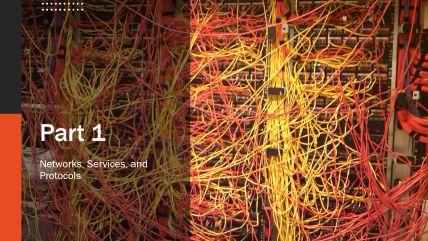 Part 1
Networks, Services, and
Protocols